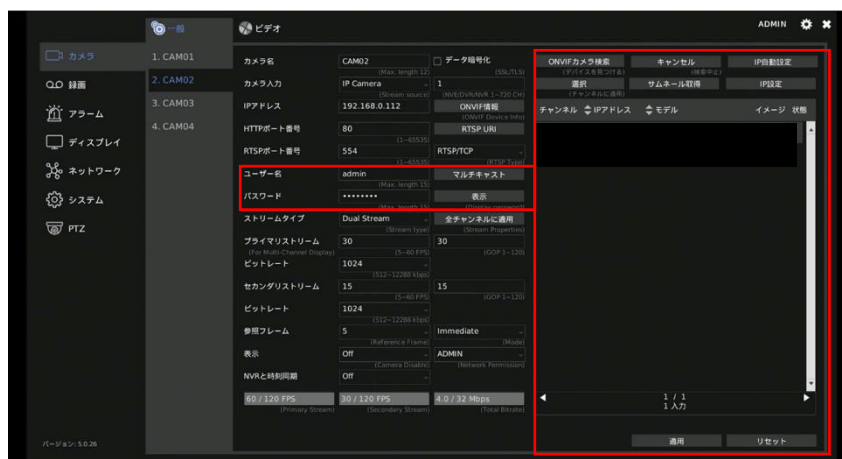 一般
ビデオ
ADMIN
カメラ
録画
アラーム
ディスプレイ
ネットワーク
システム
PTZ
バージョン: 5.0.26
1. CAM01
2. CAM02
3. CAM03
4. CAM04
カメラ名 CAM02 データ暗号化
(Max. length 12) (SSL/TLS)
カメラ入力 IP Camera 1
(Stream source) (NVE/DVR/NVR 1~720 CH)
IPアドレス 192.168.0.112 ONVIF情報
(ONVIF Device Info)
HTTPポート番号 80 RTSP URI
(1~65535)
RTSPポート番号 554 RTSP/TCP
(1~65535) (RTSP Type)
ユーザー名 admin マルチキャスト
(Max. length 15)
パスワード •••••••• 表示
(Max. length 15) (Display password)
ストリームタイプ Dual Stream 全チャンネルに適用
(Stream type) (Stream Properties)
プライマリストリーム 30 30
(For Multi-Channel Display) (5~60 FPS) (GOP 1~120)
ビットレート 1024
(512~12288 kbps)
セカンダリストリーム 15 15
(5~60 FPS) (GOP 1~120)
ビットレート 1024
(512~12288 kbps)
参照フレーム 5 Immediate
(Reference Frame) (Mode)
表示 Off ADMIN
(Camera Disable) (Network Permission)
NVRと時刻同期 Off
60 / 120 FPS 30 / 120 FPS 4.0 / 32 Mbps
(Primary Stream) (Secondary Stream) (Total Bitrate)
ONVIFカメラ検索 キャンセル IP自動設定
(デバイスを見つける) (検索中止)
選択 サムネール取得 IP設定
(チャンネルに適用)
チャンネル IPアドレス モデル イメージ 状態
1 / 1
1 入力
適用 リセット